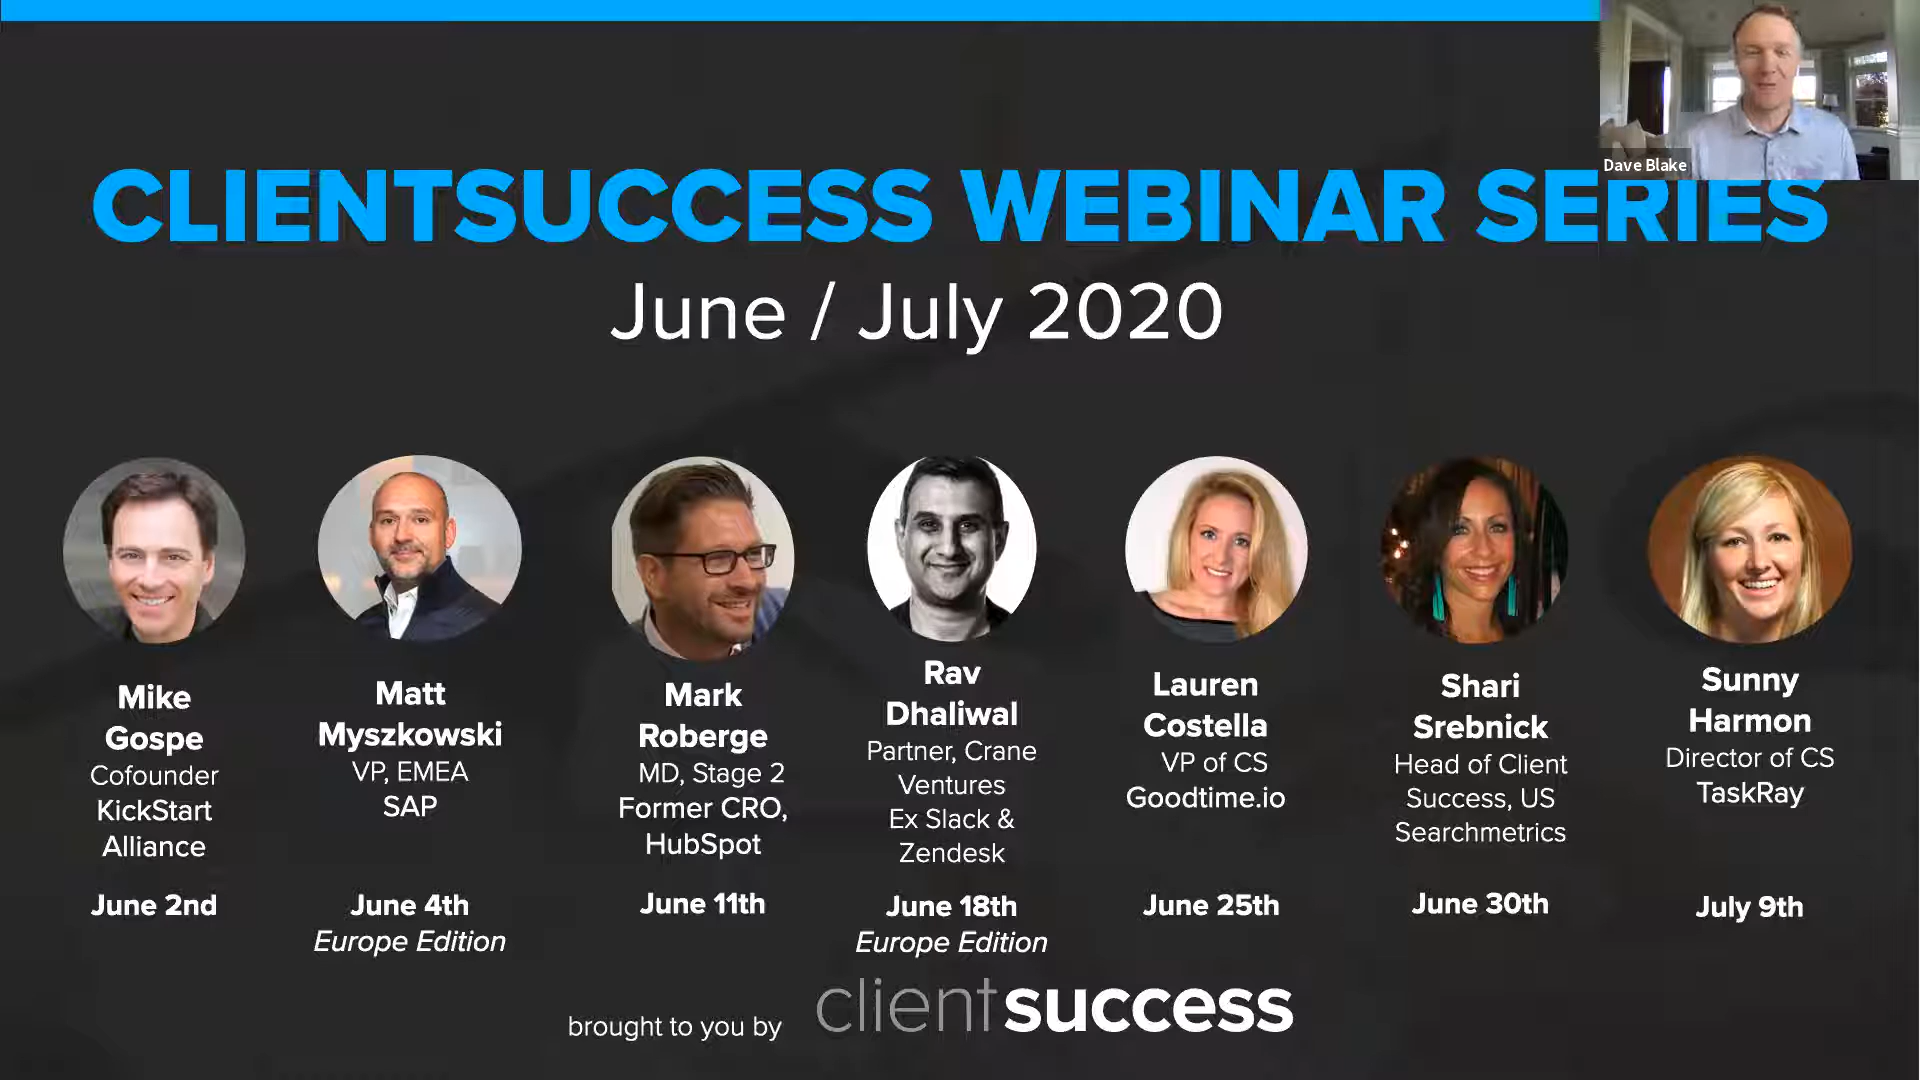 Dave Blake
CLIENTSUCCESS WEBINAR SERIES
June / July 2020
Mike
Gospe
Cofounder
KickStart
Alliance
June 2nd
Matt
Myszkowski
VP, EMEA
SAP
June 4th
Europe Edition
Mark
Roberge
MD, Stage 2
Former CRO,
HubSpot
June 11th
Rav
Dhaliwal
Partner, Crane
Ventures
Ex Slack &
Zendesk
June 18th
Europe Edition
Lauren
Costella
VP of CS
Goodtime.io
June 25th
Shari
Srebnick
Head of Client
Success, US
Searchmetrics
June 30th
Sunny
Harmon
Director of CS
TaskRay
July 9th
brought to you by clientsuccess